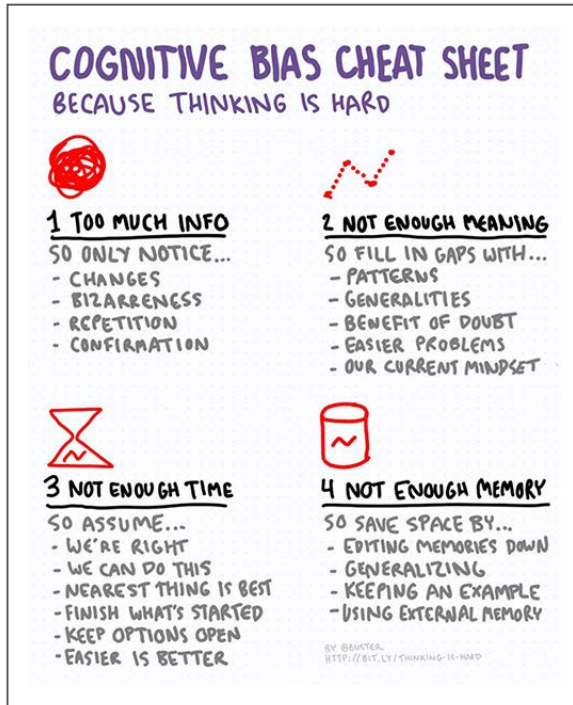 COGNITIVE BIAS CHEAT SHEET
BECAUSE THINKING IS HARD
1 TOO MUCH INFO
SO ONLY NOTICE...
- CHANGES
- BIZARRENESS
- REPETITION
- CONFIRMATION
2 NOT ENOUGH MEANING
SO FILL IN GAPS WITH...
- PATTERNS
- GENERALITIES
- BENEFIT OF DOUBT
- EASIER PROBLEMS
- OUR CURRENT MINDSET
3 NOT ENOUGH TIME
SO ASSUME...
- WE'RE RIGHT
- WE CAN DO THIS
- NEAREST THING IS BEST
- FINISH WHAT'S STARTED
- KEEP OPTIONS OPEN
- EASIER IS BETTER
4 NOT ENOUGH MEMORY
SO SAVE SPACE BY...
- EDITING MEMORIES DOWN
- GENERALIZING
- KEEPING AN EXAMPLE
- USING EXTERNAL MEMORY
BY @BUSTER
HTTP://BIT.LY/THINKING-IS-HARD